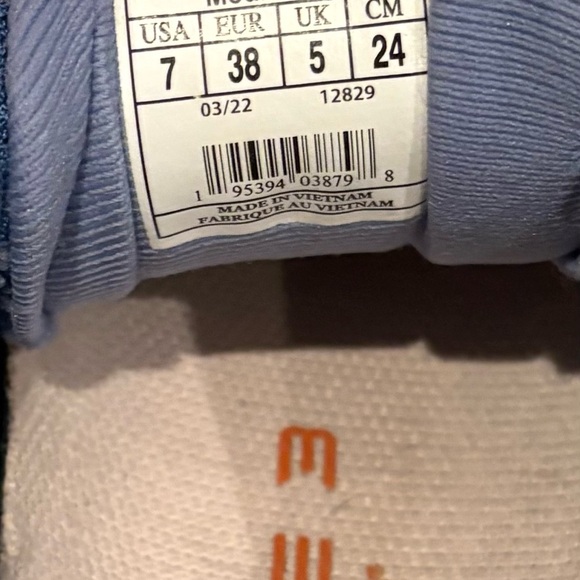 USA EUR UK CM
7 38 5 24
03/22 12829
1 95394 03879 8
MADE IN VIETNAM
FABRIQUE AU VIETNAM